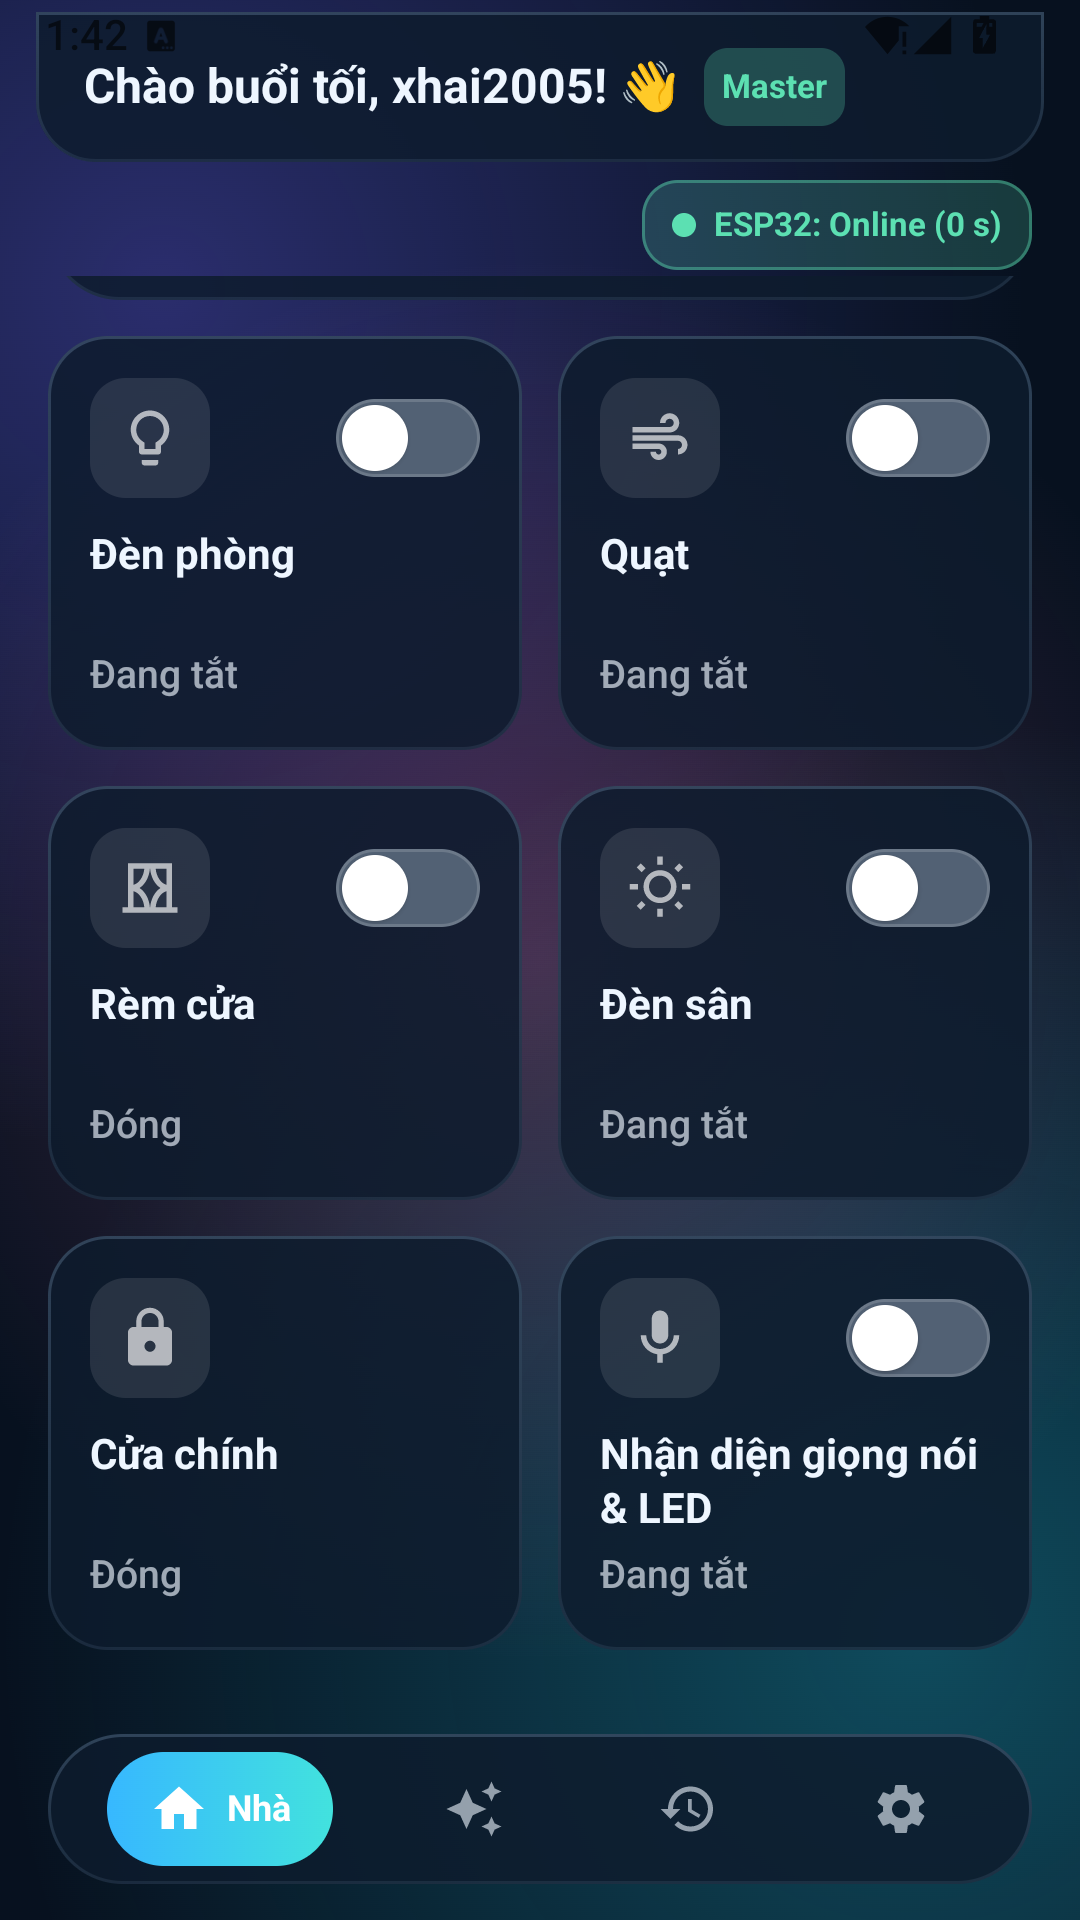 1:42
A
Chào buổi tối, xhai2005! 👋 Master
ESP32: Online (0 s)
Đèn phòng
Đang tắt
Quạt
Đang tắt
Rèm cửa
Đóng
Đèn sân
Đang tắt
Cửa chính
Đóng
Nhận diện giọng nói
& LED
Đang tắt
Nhà